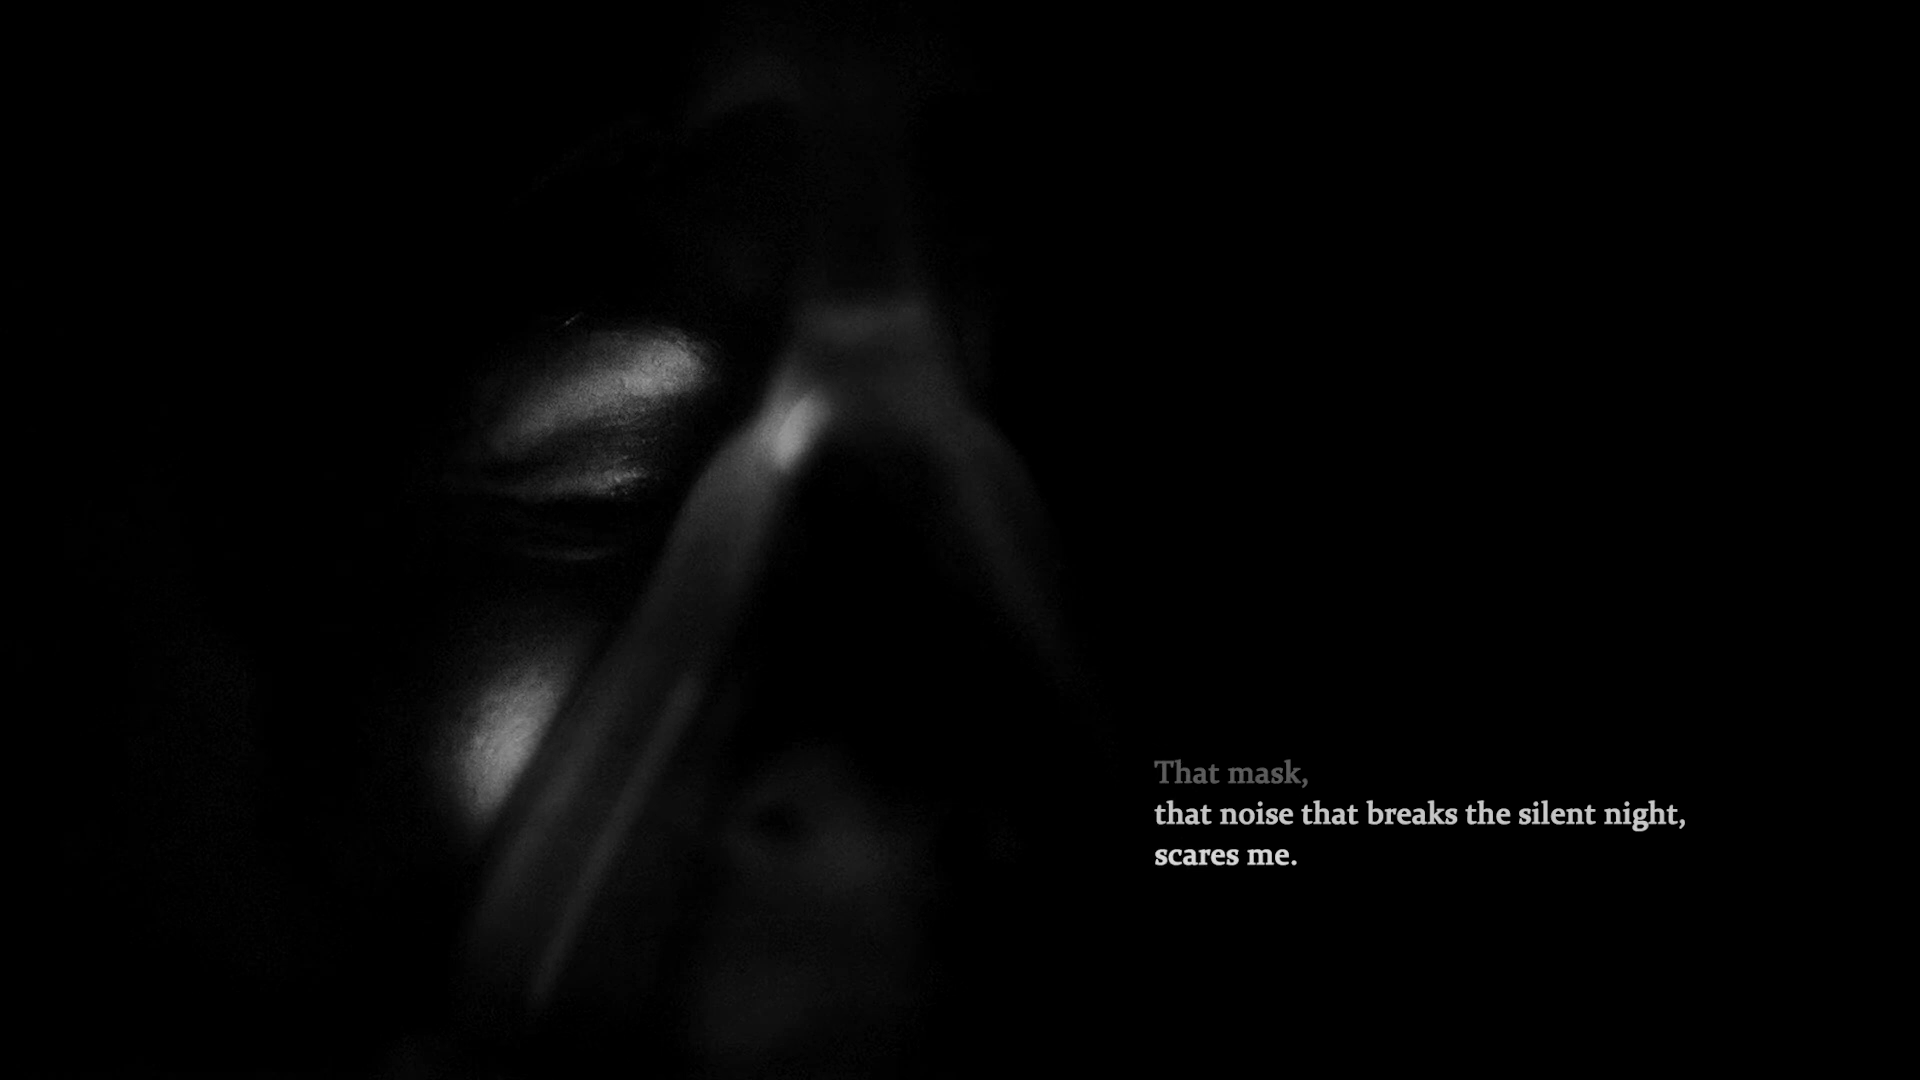 That mask,
that noise that breaks the silent night,
scares me.